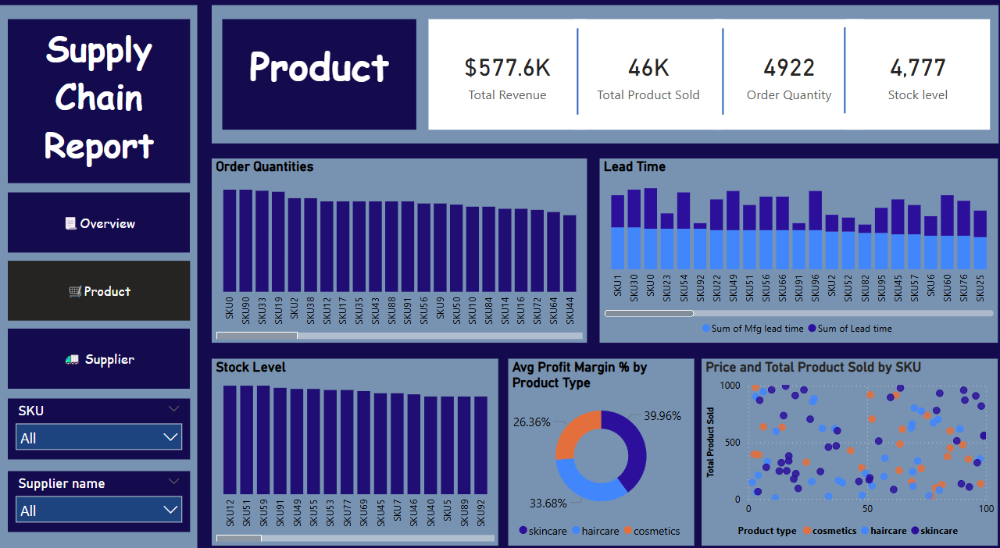 Supply
Chain
Report
Overview
Product
Supplier
SKU
All
Supplier name
All
Product
$577.6K
Total Revenue
46K
Total Product Sold
4922
Order Quantity
4,777
Stock level
Order Quantities
SKU0 SKU90 SKU33 SKU19 SKU2 SKU38 SKU12 SKU17 SKU35 SKU43 SKU88 SKU91 SKU56 SKU9 SKU50 SKU10 SKU84 SKU14 SKU16 SKU72 SKU64 SKU44
Lead Time
SKU1 SKU30 SKU0 SKU23 SKU54 SKU92 SKU22 SKU49 SKU51 SKU56 SKU66 SKU91 SKU96 SKU2 SKU52 SKU82 SKU95 SKU45 SKU57 SKU6 SKU60 SKU76 SKU25
Sum of Mfg lead time Sum of Lead time
Stock Level
SKU12 SKU51 SKU59 SKU91 SKU49 SKU55 SKU53 SKU77 SKU69 SKU45 SKU7 SKU46 SKU40 SKU5 SKU89 SKU92
Avg Profit Margin % by
Product Type
39.96%
26.36%
33.68%
skincare haircare cosmetics
Price and Total Product Sold by SKU
Total Product Sold
1000
500
0
0 50 100
Product type cosmetics haircare skincare